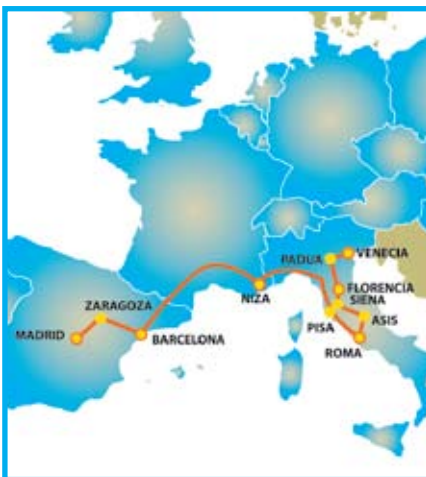 PADUA
VENECIA
FLORENCIA
SIENA
NIZA
ZARAGOZA
PISA
ASIS
MADRID
BARCELONA
ROMA